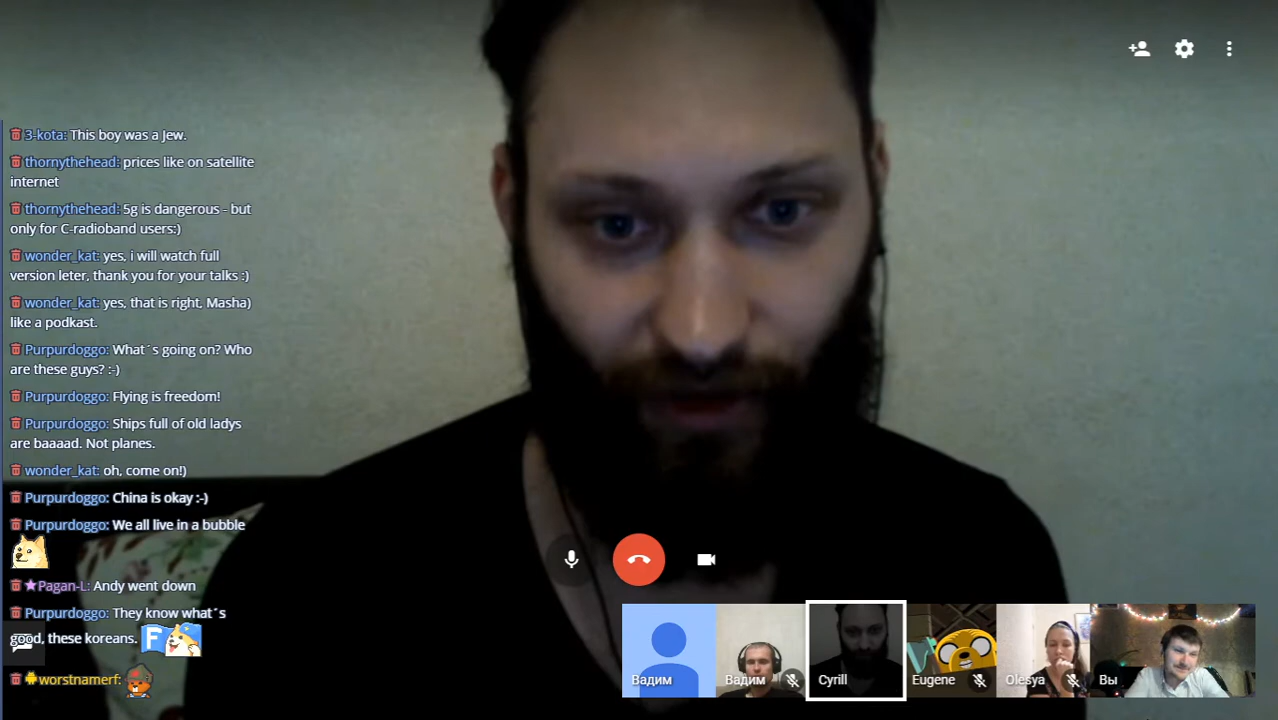 3-kota: This boy was a Jew.
thornythehead: prices like on satellite
internet
thornythehead: 5g is dangerous - but
only for C-radioband users:)
wonder_kat: yes, i will watch full
version leter, thank you for your talks :)
wonder_kat: yes, that is right, Masha)
like a podkast.
Purpurdoggo: What´s going on? Who
are these guys? :-)
Purpurdoggo: Flying is freedom!
Purpurdoggo: Ships full of old ladys
are baaaad. Not planes.
wonder_kat: oh, come on!)
Purpurdoggo: China is okay :-)
Purpurdoggo: We all live in a bubble
Pagan-L: Andy went down
Purpurdoggo: They know what´s
good, these koreans. F
worstnamerf:
Вадим
Вадим
Cyrill
Eugene
Olesya
Вы